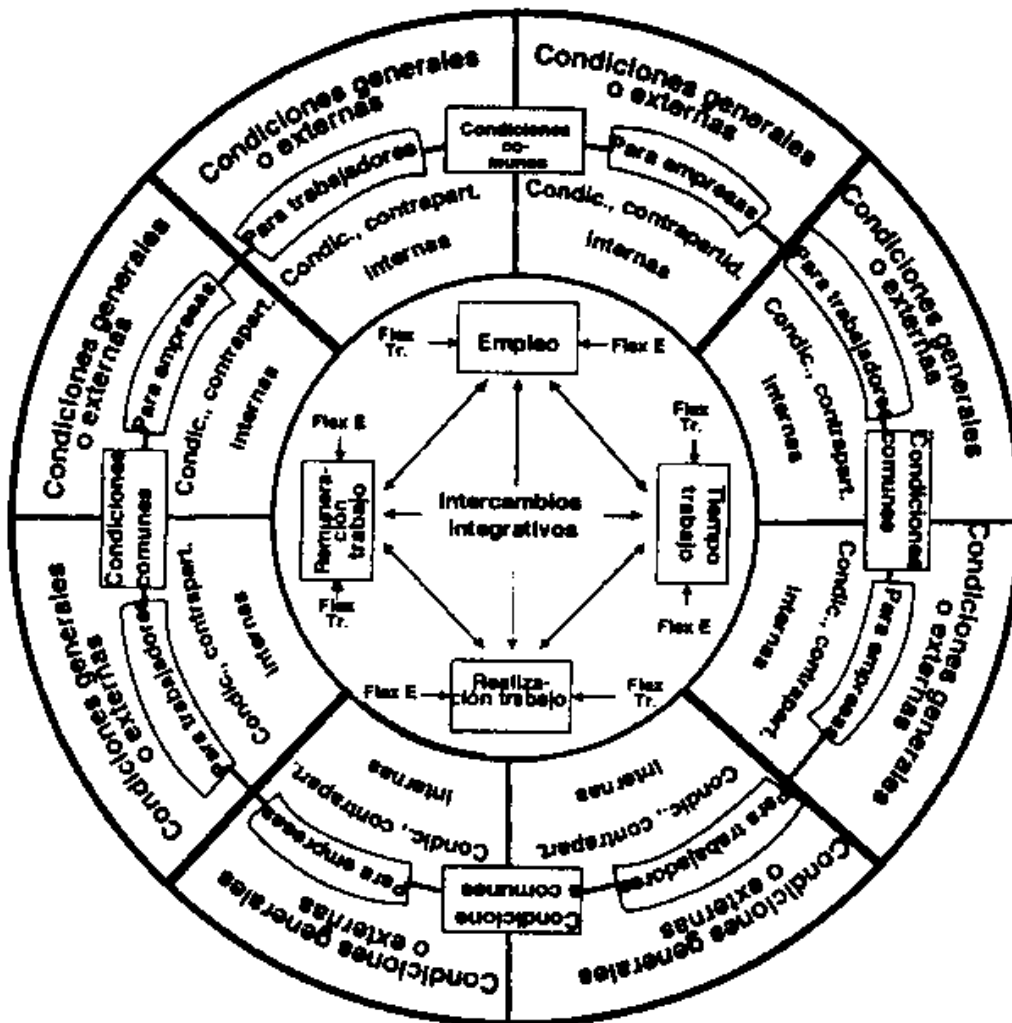 Condiciones generales
o externas
Condiciones generales
o externas
Condiciones
co-
munes
Para trabajadores
Para empresas
Condic., contrapart.
internas
Condic., contrapartid.
internas
Condiciones generales
o externas
Para empresas
Condic., contrapart.
internas
Condiciones generales
o externas
Para trabajadores
Condic., contrapart.
internas
Flex
Tr.
Empleo
Flex E
Flex E
Remunera-
ción
trabajo
Flex
Tr.
Intercambios
integrativos
Flex
Tr.
Tiempo
trabajo
Flex E
Flex E
Realiza-
ción trabajo
Flex
Tr.
Condiciones
comunes
Condiciones
comunes
Condic., contrapart.
internas
Para trabajadores
Condiciones generales
o externas
Condic., contrapart.
internas
Para empresas
Condiciones generales
o externas
Condic., contrapart.
internas
Para empresas
Condiciones generales
o externas
Condic., contrapart.
internas
Para trabajadores
Condiciones generales
o externas
Condicione
s comunes